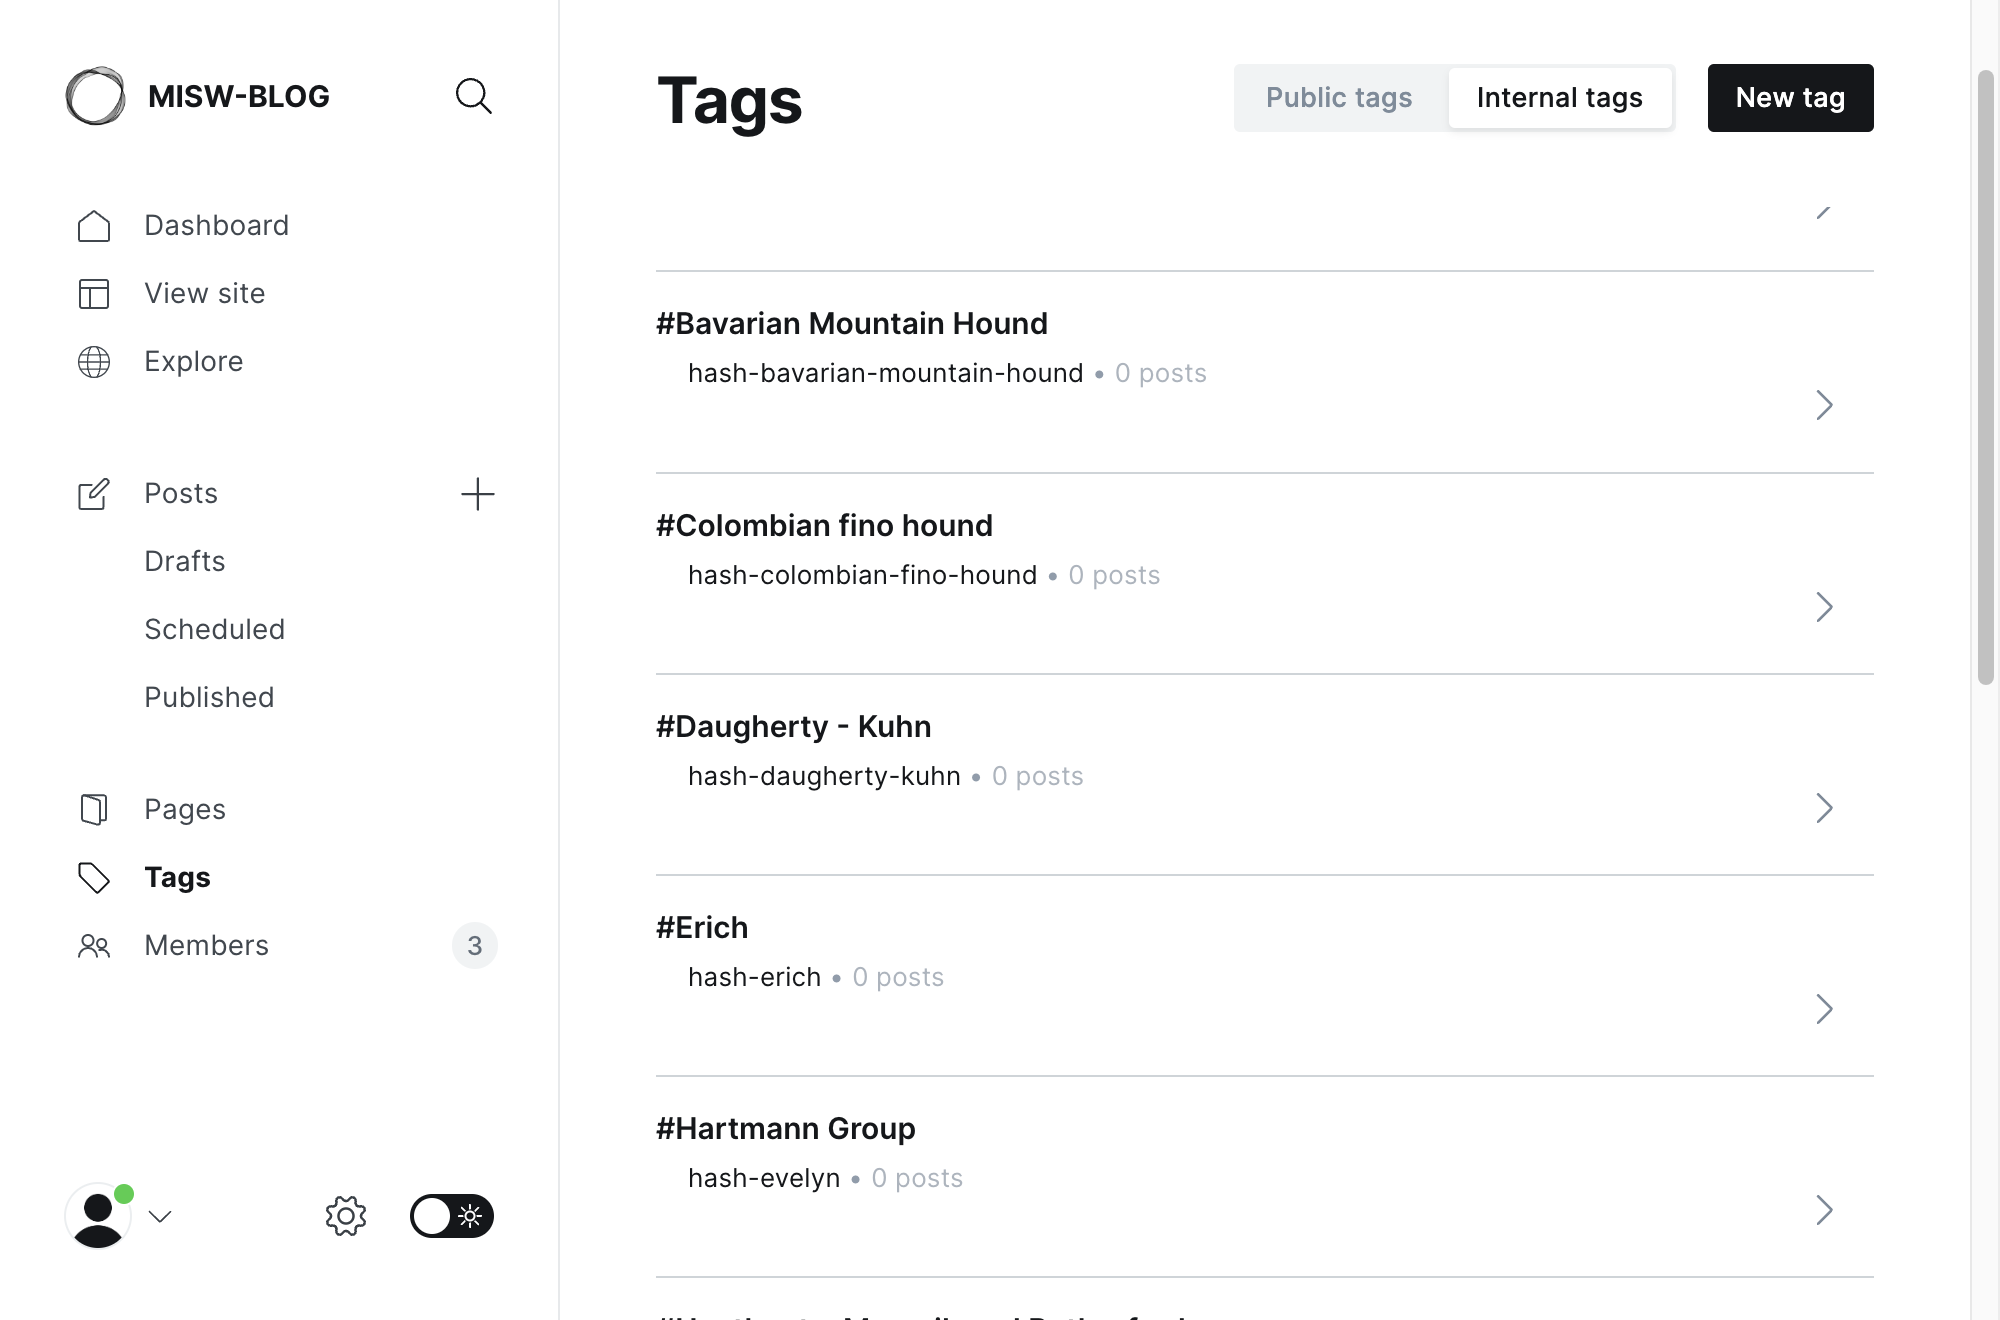 MISW-BLOG
Dashboard
View site
Explore
Posts
Drafts
Scheduled
Published
Pages
Tags
Members
3
Tags
Public tags
Internal tags
New tag
#Bavarian Mountain Hound
hash-bavarian-mountain-hound • 0 posts
#Colombian fino hound
hash-colombian-fino-hound • 0 posts
#Daugherty - Kuhn
hash-daugherty-kuhn • 0 posts
#Erich
hash-erich • 0 posts
#Hartmann Group
hash-evelyn • 0 posts